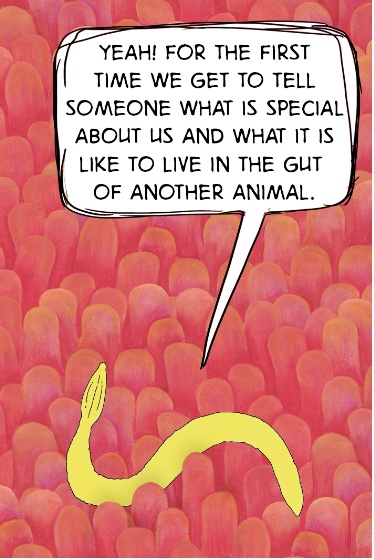 YEAH! FOR THE FIRST
TIME WE GET TO TELL
SOMEONE WHAT IS SPECIAL
ABOUT US AND WHAT IT IS
LIKE TO LIVE IN THE GUT
OF ANOTHER ANIMAL.